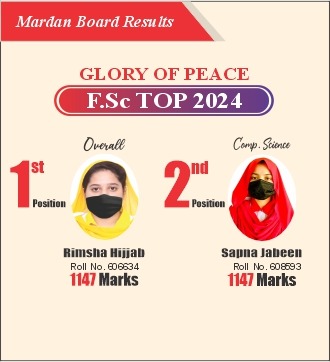 Mardan Board Results
GLORY OF PEACE
F.Sc TOP 2024
Overall
1st
Position
Rimsha Hijjab
Roll No. 606634
1147 Marks
Comp. Science
2nd
Position
Sapna Jabeen
Roll No. 608593
1147 Marks